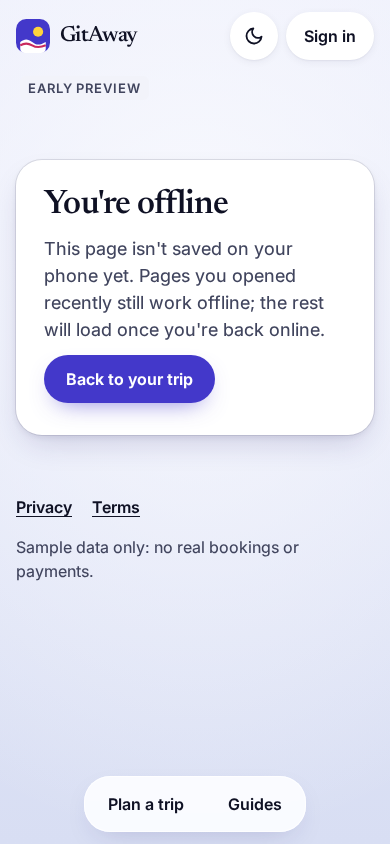 GitAway
Sign in
EARLY PREVIEW
You're offline
This page isn't saved on your
phone yet. Pages you opened
recently still work offline; the rest
will load once you're back online.
Back to your trip
Privacy
Terms
Sample data only: no real bookings or
payments.
Plan a trip
Guides